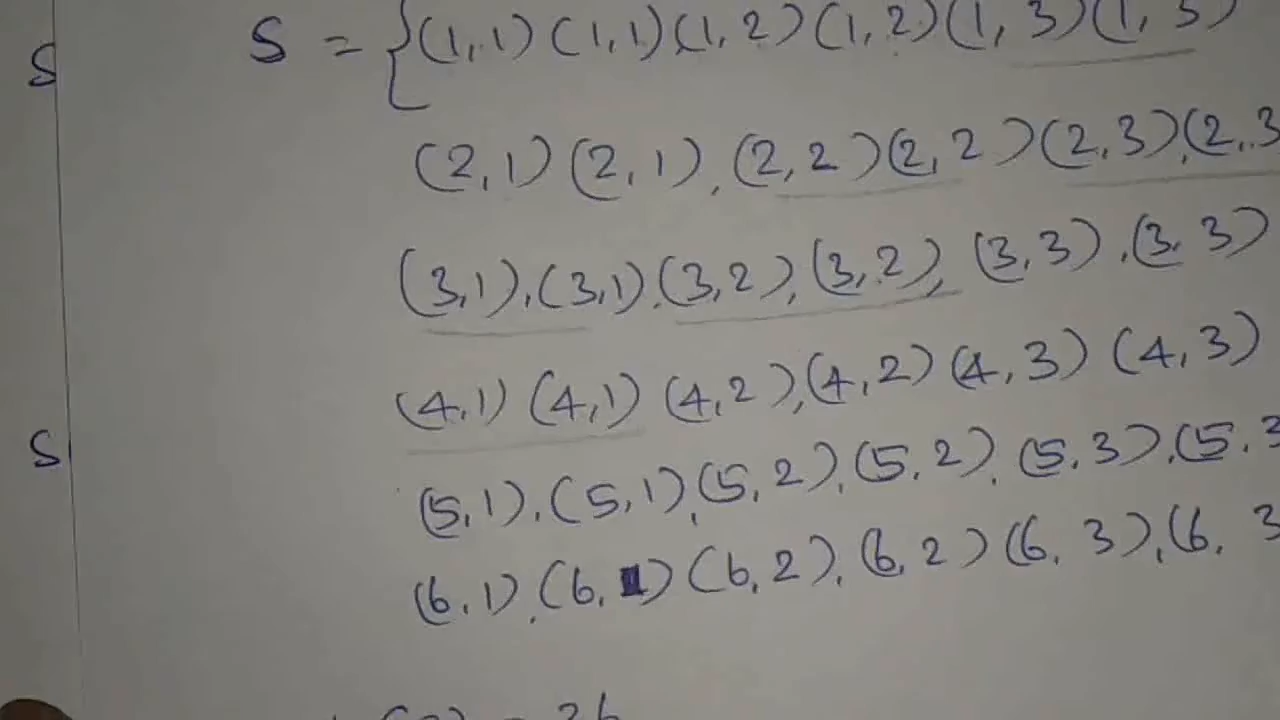 S = {(1,1) (1,1), (1,2) (1,2) (1,3) (1,3)
S
(2,1) (2,1), (2,2) (2,2) (2,3), (2,3
(3,1), (3,1), (3,2), (3,2), (3,3), (3,3)
(4,1) (4,1) (4,2), (4,2) (4,3) (4,3)
S
(5,1), (5,1), (5,2), (5,2), (5,3), (5,3
(6,1), (6,1) (6,2), (6,2) (6,3), (6,3
= 36